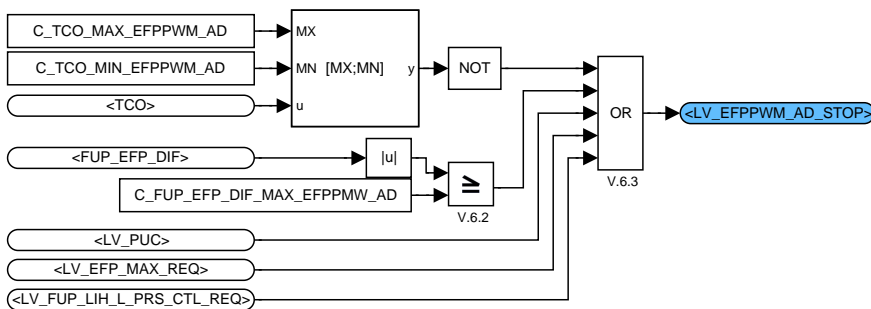 C_TCO_MAX_EFPPWM_AD
MX
C_TCO_MIN_EFPPWM_AD
MN [MX;MN] y
NOT
<TCO>
u
OR
<LV_EFPPWM_AD_STOP>
<FUP_EFP_DIF>
|u|
C_FUP_EFP_DIF_MAX_EFPPMW_AD
≧
V.6.2
V.6.3
<LV_PUC>
<LV_EFP_MAX_REQ>
<LV_FUP_LIH_L_PRS_CTL_REQ>